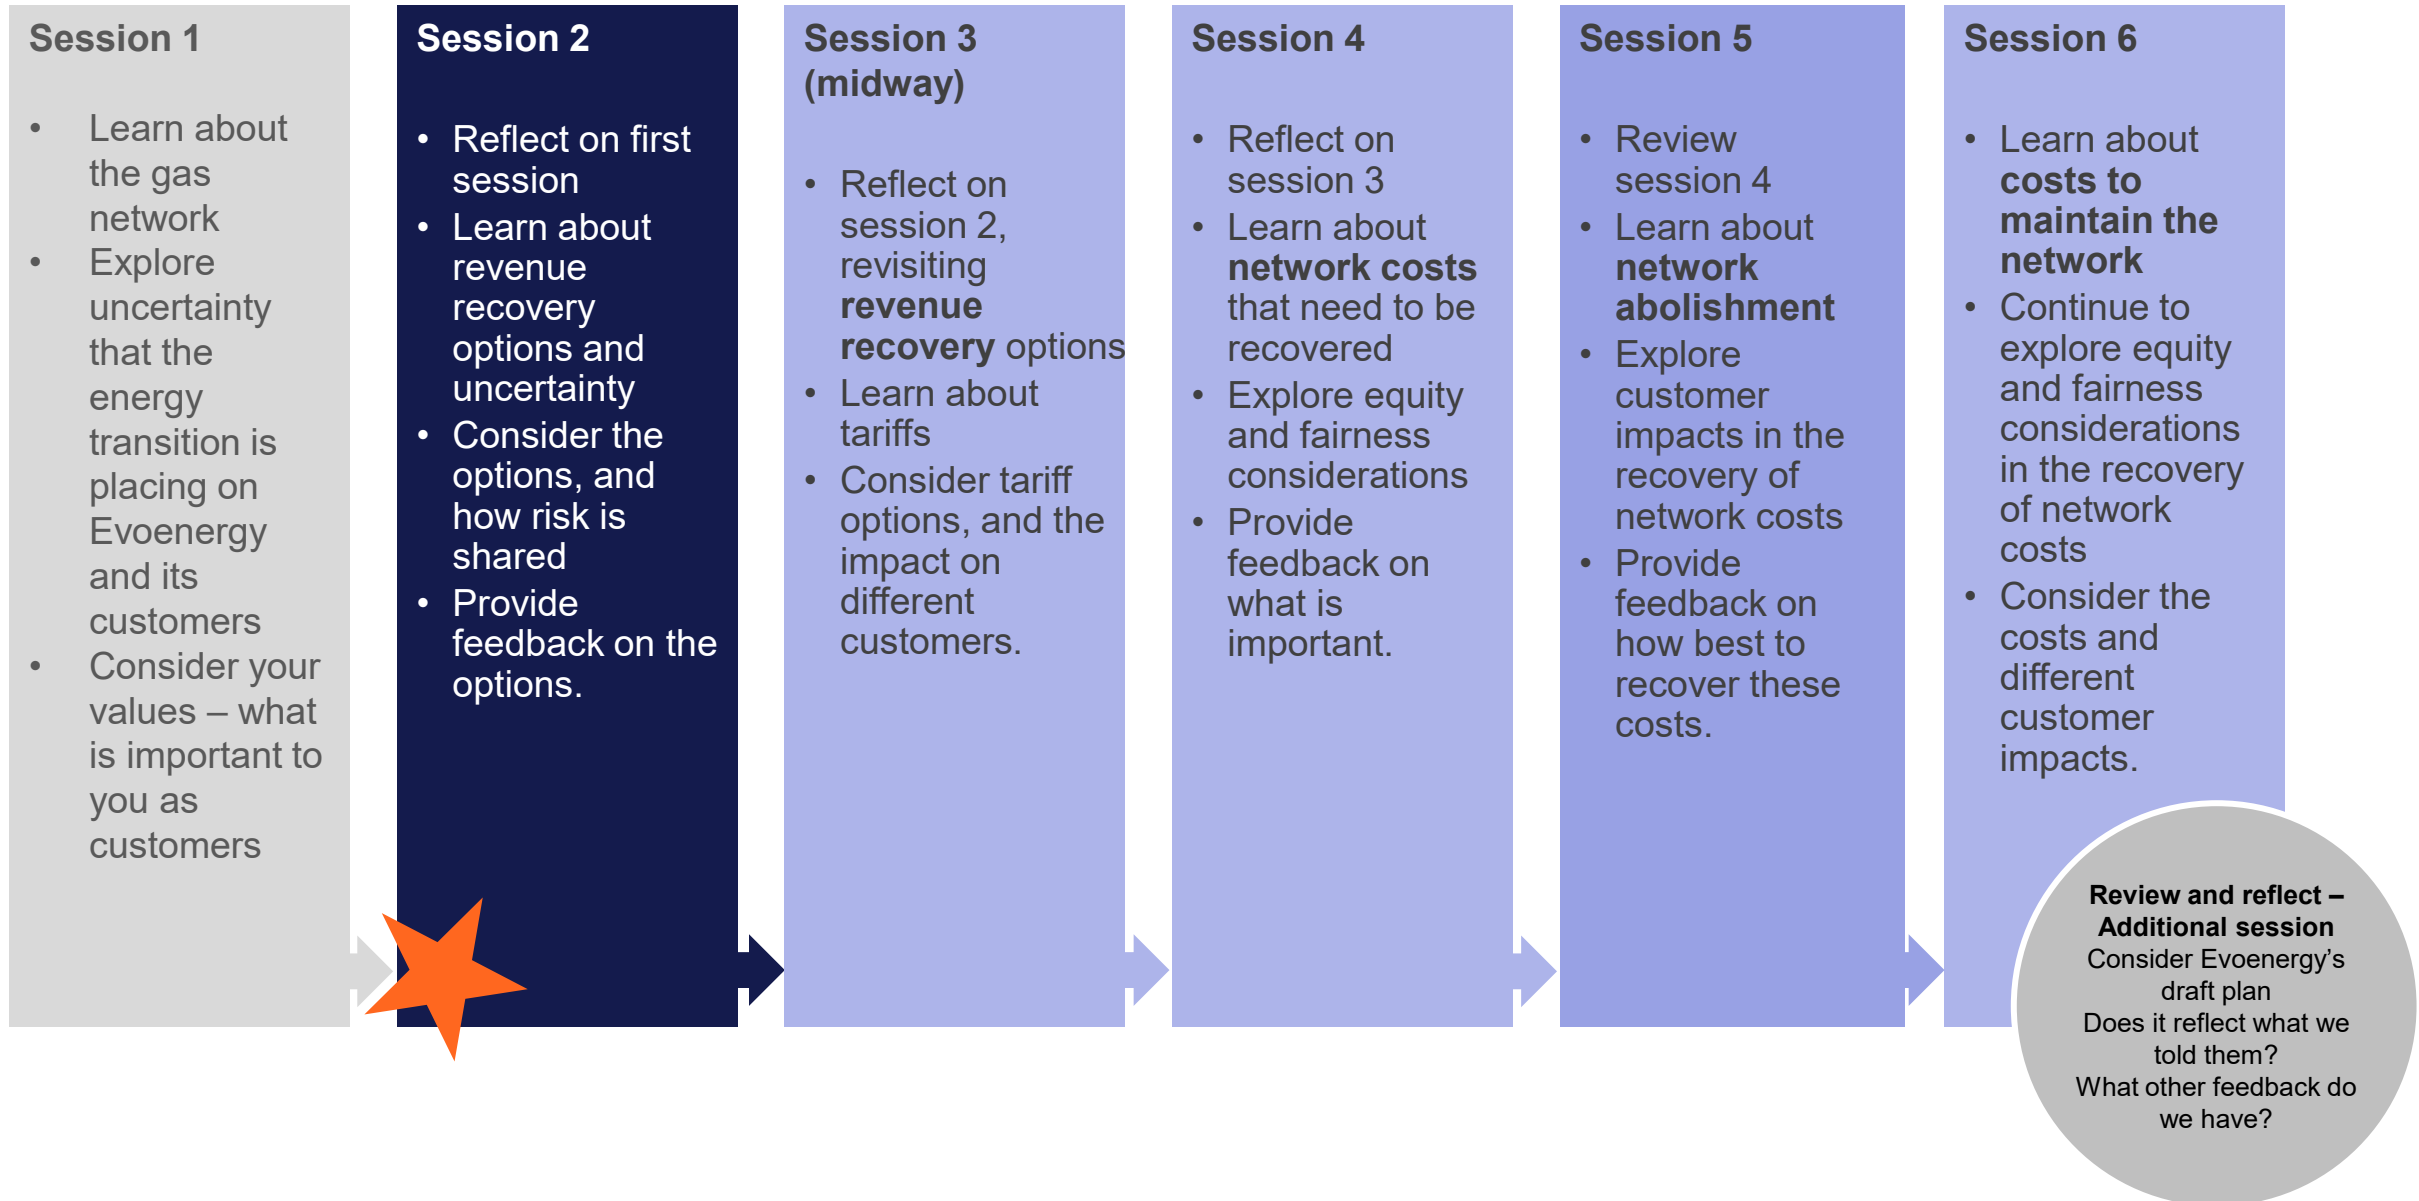 Session 1
• Learn about
the gas
network
• Explore
uncertainty
that the
energy
transition is
placing on
Evoenergy
and its
customers
• Consider your
values – what
is important to
you as
customers
Session 2
• Reflect on first
session
• Learn about
revenue
recovery
options and
uncertainty
• Consider the
options, and
how risk is
shared
• Provide
feedback on the
options.
Session 3
(midway)
• Reflect on
session 2,
revisiting
revenue
recovery options
• Learn about
tariffs
• Consider tariff
options, and the
impact on
different
customers.
Session 4
• Reflect on
session 3
• Learn about
network costs
that need to be
recovered
• Explore equity
and fairness
considerations
• Provide
feedback on
what is
important.
Session 5
• Review
session 4
• Learn about
network
abolishment
• Explore
customer
impacts in the
recovery of
network costs
• Provide
feedback on
how best to
recover these
costs.
Session 6
• Learn about
costs to
maintain the
network
• Continue to
explore equity
and fairness
considerations
in the recovery
of network
costs
• Consider the
costs and
different
customer
impacts.
Review and reflect –
Additional session
Consider Evoenergy’s
draft plan
Does it reflect what we
told them?
What other feedback do
we have?